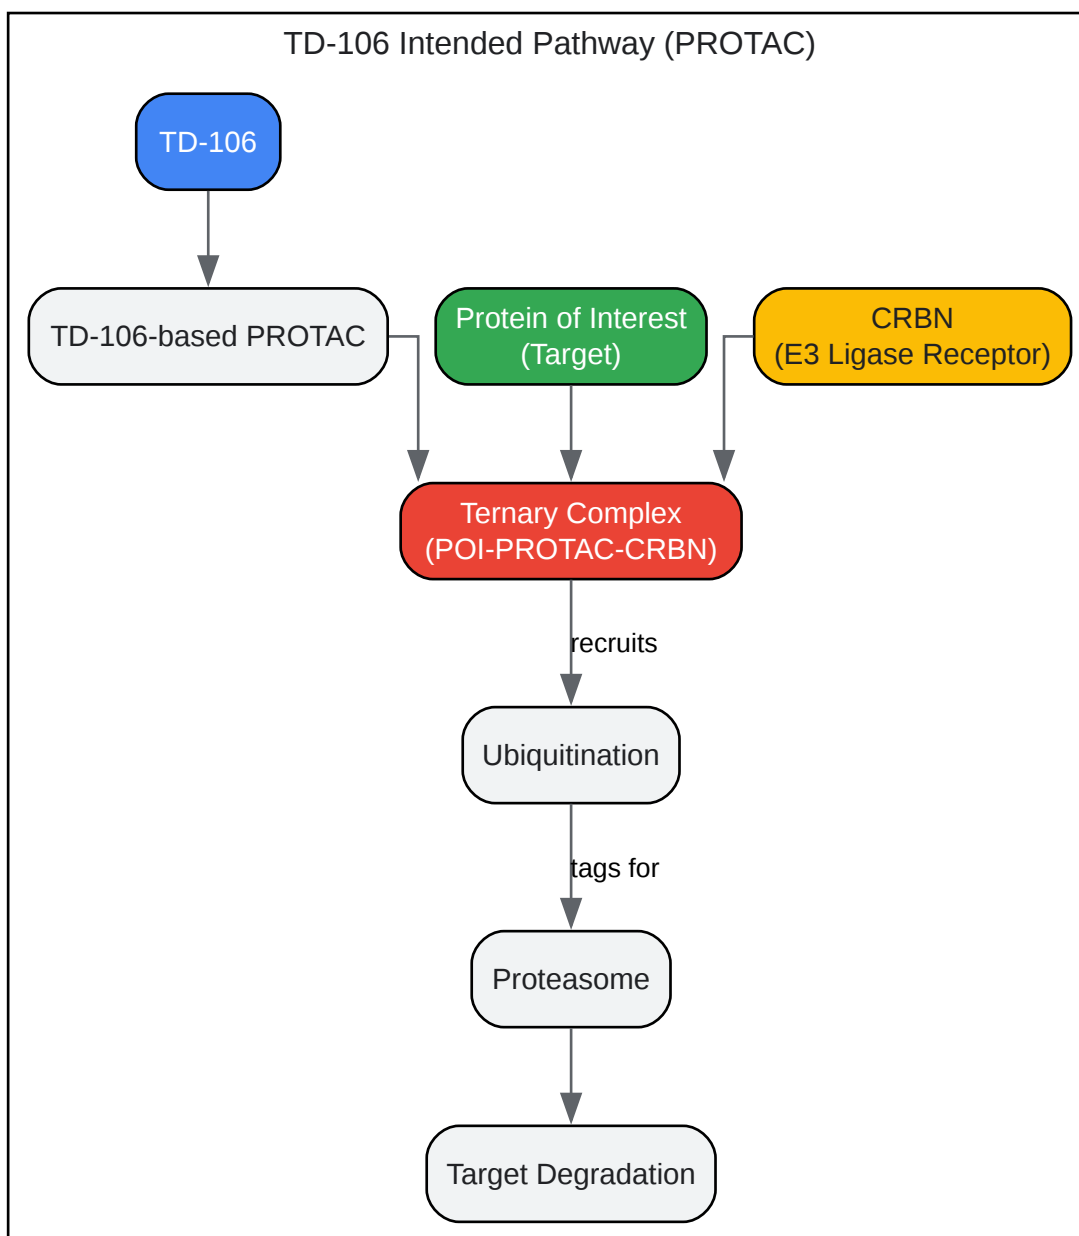 TD-106 Intended Pathway (PROTAC)
TD-106
TD-106-based PROTAC
Protein of Interest
(Target)
CRBN
(E3 Ligase Receptor)
Ternary Complex
(POI-PROTAC-CRBN)
recruits
Ubiquitination
tags for
Proteasome
Target Degradation